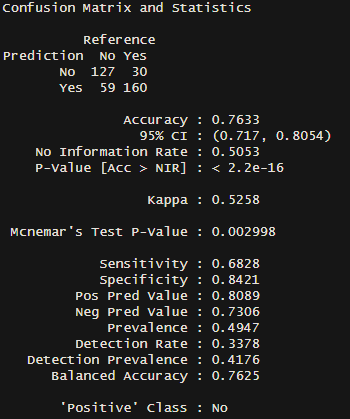 Confusion Matrix and Statistics
Reference
Prediction No Yes
No 127 30
Yes 59 160
Accuracy : 0.7633
95% CI : (0.717, 0.8054)
No Information Rate : 0.5053
P-Value [Acc > NIR] : < 2.2e-16
Kappa : 0.5258
Mcnemar's Test P-Value : 0.002998
Sensitivity : 0.6828
Specificity : 0.8421
Pos Pred Value : 0.8089
Neg Pred Value : 0.7306
Prevalence : 0.4947
Detection Rate : 0.3378
Detection Prevalence : 0.4176
Balanced Accuracy : 0.7625
'Positive' Class : No